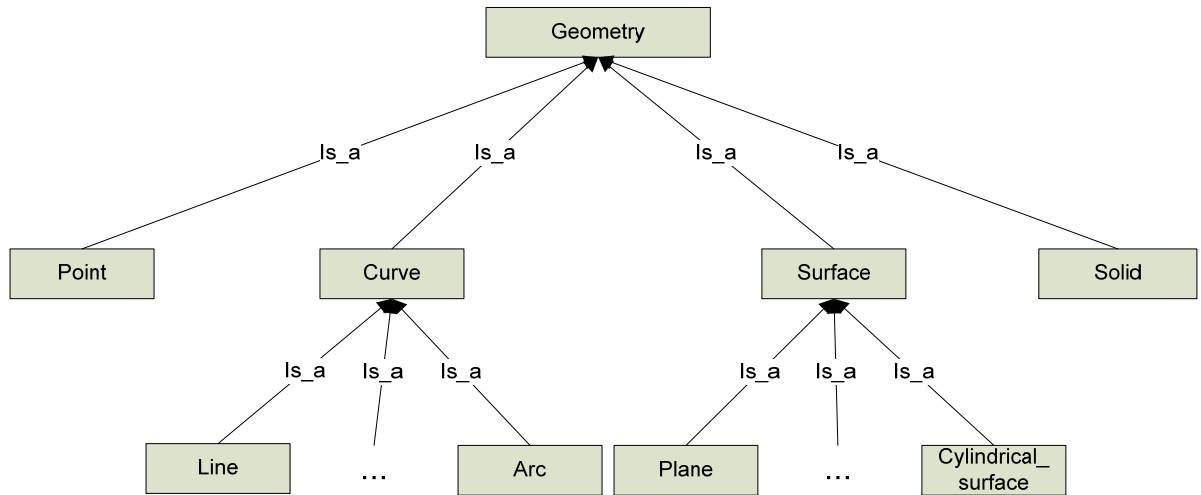 Geometry
Is_a Is_a Is_a Is_a
Point Curve Surface Solid
Is_a Is_a Is_a Is_a Is_a Is_a
Line ... Arc Plane ... Cylindrical_
surface